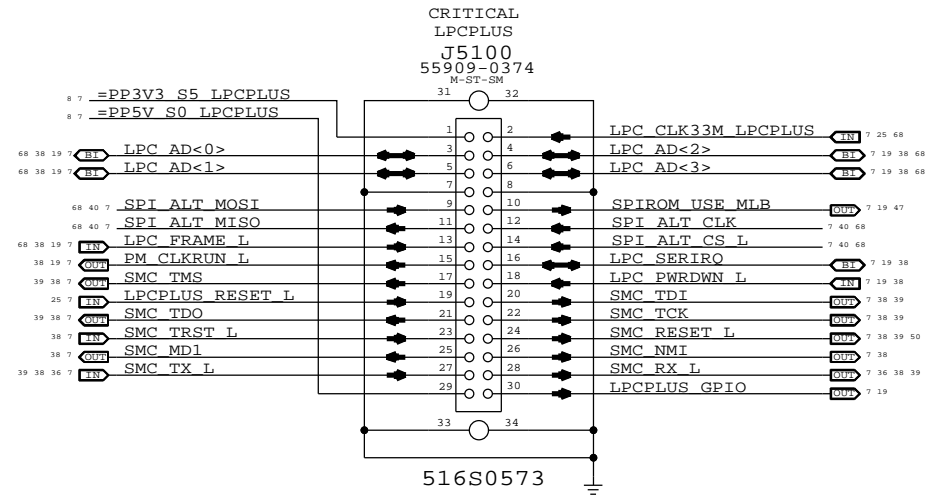 CRITICAL
LPCPLUS
J5100
55909-0374
M-ST-SM
31 32
8 7 =PP3V3_S5_LPCPLUS
8 7 =PP5V_S0_LPCPLUS
1 2 LPC_CLK33M_LPCPLUS IN 7 25 68
68 38 19 7 BI LPC_AD<0> 3 4 LPC_AD<2> BI 7 19 38 68
68 38 19 7 BI LPC_AD<1> 5 6 LPC_AD<3> BI 7 19 38 68
7 8
68 40 7 SPI_ALT_MOSI 9 10 SPIROM_USE_MLB OUT 7 19 47
68 40 7 SPI_ALT_MISO 11 12 SPI_ALT_CLK 7 40 68
68 38 19 7 IN LPC_FRAME_L 13 14 SPI_ALT_CS_L 7 40 68
38 19 7 OUT PM_CLKRUN_L 15 16 LPC_SERIRQ BI 7 19 38
39 38 7 OUT SMC_TMS 17 18 LPC_PWRDWN_L IN 7 19 38
25 7 IN LPCPLUS_RESET_L 19 20 SMC_TDI OUT 7 38 39
39 38 7 OUT SMC_TDO 21 22 SMC_TCK OUT 7 38 39
38 7 IN SMC_TRST_L 23 24 SMC_RESET_L OUT 7 38 39 50
38 7 OUT SMC_MD1 25 26 SMC_NMI OUT 7 38
39 38 36 7 IN SMC_TX_L 27 28 SMC_RX_L OUT 7 36 38 39
29 30 LPCPLUS_GPIO OUT 7 19
33 34
516S0573